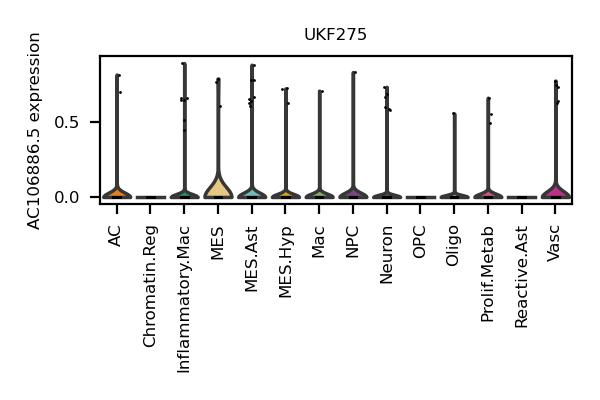 UKF275
AC106886.5 expression
0.5
0.0
AC
Chromatin.Reg
Inflammatory.Mac
MES
MES.Ast
MES.Hyp
Mac
NPC
Neuron
OPC
Oligo
Prolif.Metab
Reactive.Ast
Vasc